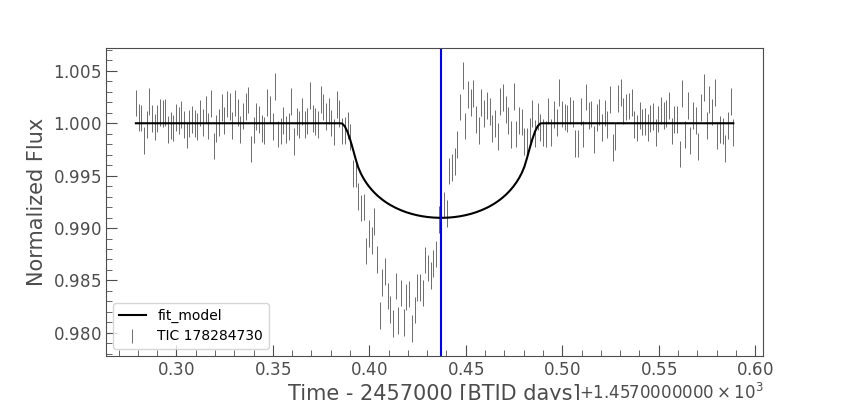 Normalized Flux
1.005
1.000
0.995
0.990
0.985
0.980
fit_model
TIC 178284730
0.30 0.35 0.40 0.45 0.50 0.55 0.60
Time - 2457000 [BTJD days]
+1.4570000000 × 10³